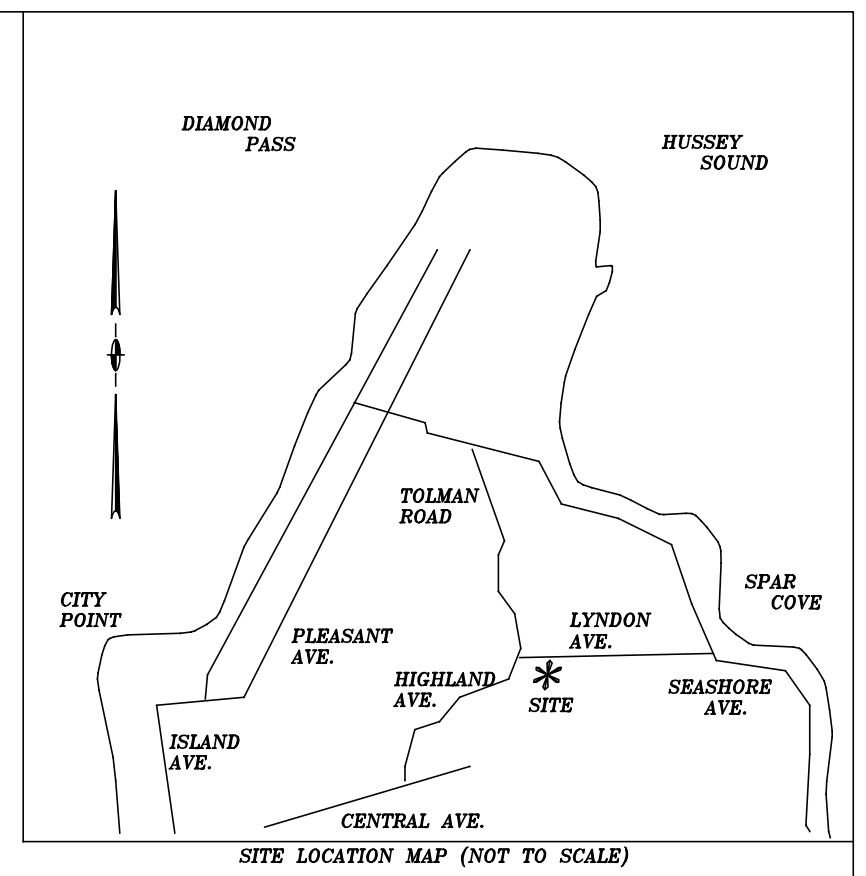 DIAMOND
PASS
HUSSEY
SOUND
TOLMAN
ROAD
SPAR
COVE
CITY
POINT
LYNDON
AVE.
PLEASANT
AVE.
HIGHLAND
AVE.
SEASHORE
AVE.
SITE
ISLAND
AVE.
CENTRAL AVE.
SITE LOCATION MAP (NOT TO SCALE)